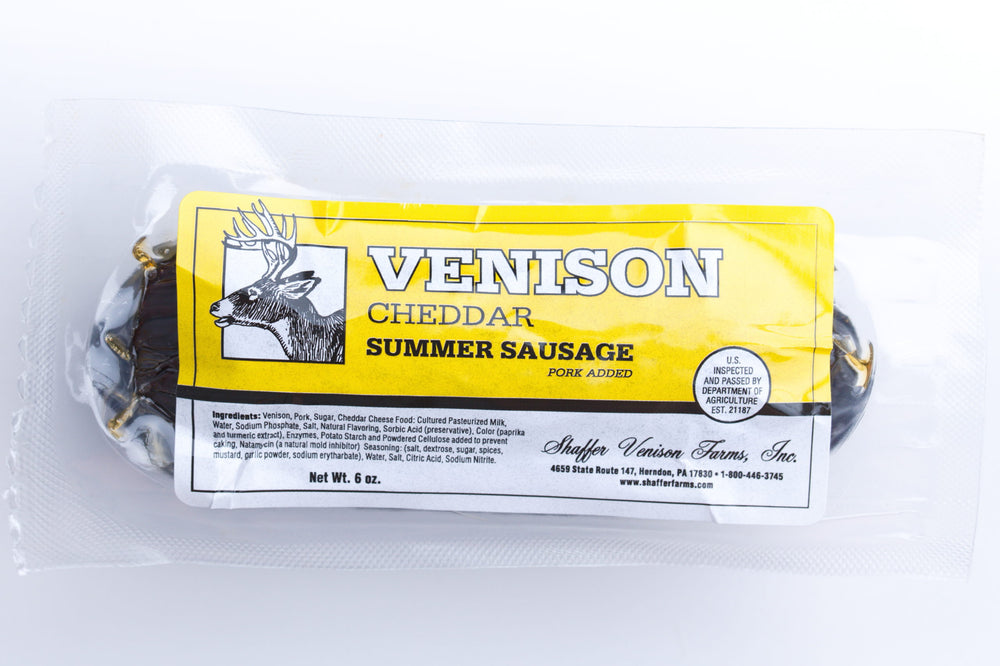 VENISON
CHEDDAR
SUMMER SAUSAGE
PORK ADDED
U.S.
INSPECTED
AND PASSED BY
DEPARTMENT OF
AGRICULTURE
EST. 21187
Ingredients: Venison, Pork, Sugar, Cheddar Cheese Food: Cultured Pasteurized Milk,
Water, Sodium Phosphate, Salt, Natural Flavoring, Sorbic Acid (preservative), Color (paprika
and turmeric extract), Enzymes, Potato Starch and Powdered Cellulose added to prevent
caking, Natamycin (a natural mold inhibitor) Seasoning: (salt, dextrose, sugar, spices,
mustard, garlic powder, sodium erytharbate), Water, Salt, Citric Acid, Sodium Nitrite.
Net Wt. 6 oz.
Shaffer Venison Farms, Inc.
4659 State Route 147, Herndon, PA 17830 • 1-800-446-3745
www.shafferfarms.com